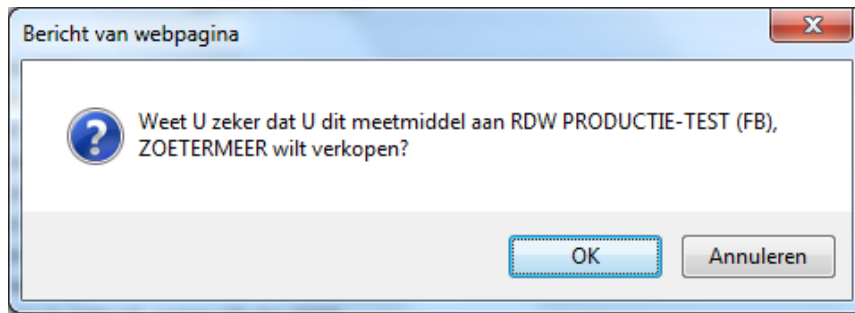 Bericht van webpagina
Weet U zeker dat U dit meetmiddel aan RDW PRODUCTIE-TEST (FB),
ZOETERMEER wilt verkopen?
OK
Annuleren